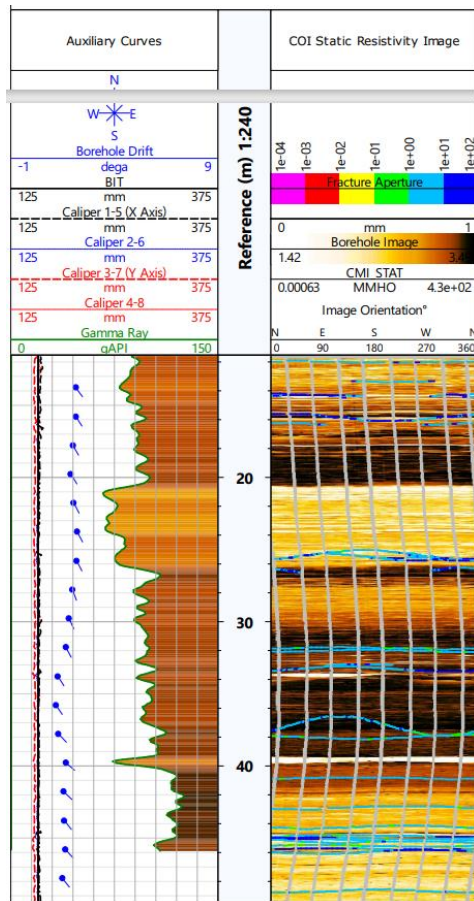 Auxiliary Curves
COI Static Resistivity Image
N
W E
S
Borehole Drift
-1 dega 9
BIT
125 mm 375
Caliper 1-5 (X Axis)
125 mm 375
Caliper 2-6
125 mm 375
Caliper 3-7 (Y Axis)
125 mm 375
Caliper 4-8
125 mm 375
Gamma Ray
0 gAPI 150
Reference (m) 1:240
1e-04 1e-03 1e-02 1e-01 1e+00 1e+01 1e+02
Fracture Aperture
0 mm 1
Borehole Image
1.42
CMI_STAT
0.00063 MMHO 4.3e+02
Image Orientation°
N E S W N
0 90 180 270 360
20
30
40